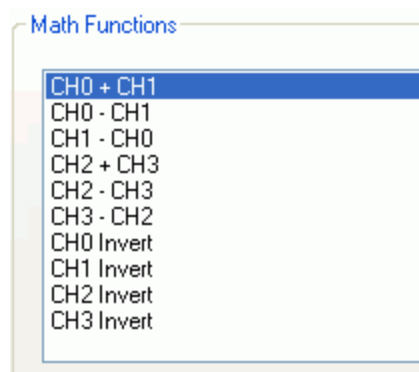 Math Functions
CH0 + CH1
CH0 - CH1
CH1 - CH0
CH2 + CH3
CH2 - CH3
CH3 - CH2
CH0 Invert
CH1 Invert
CH2 Invert
CH3 Invert